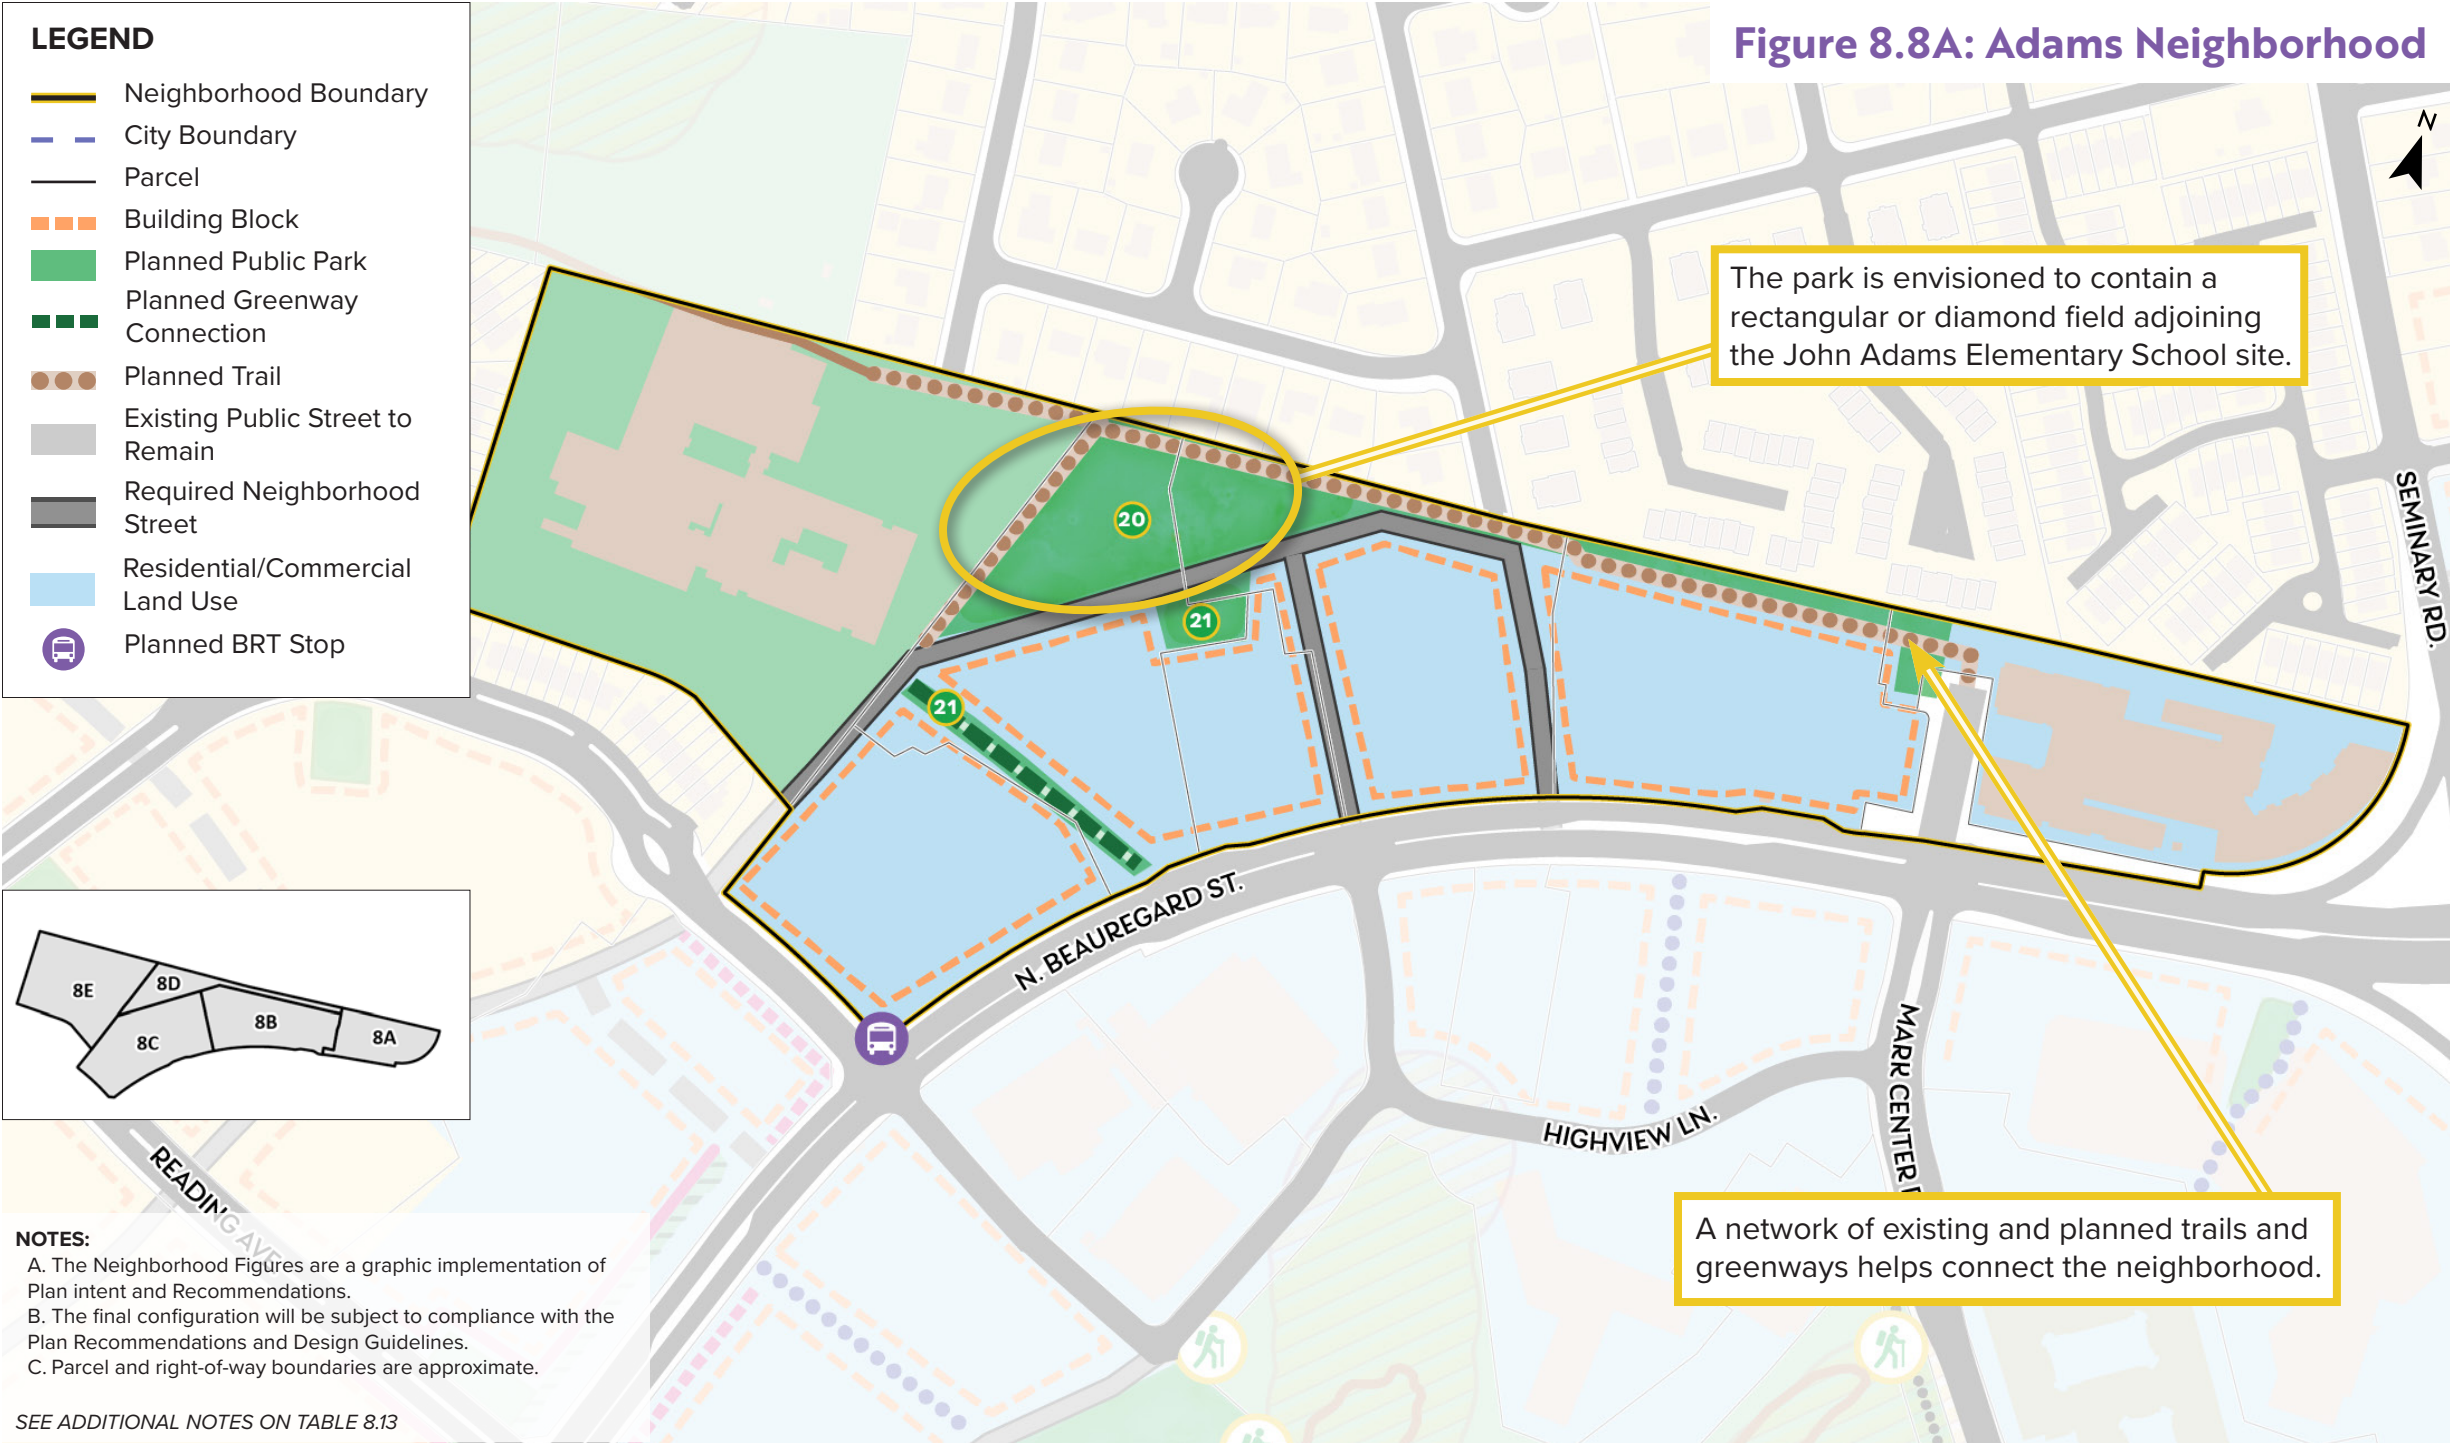 LEGEND
Neighborhood Boundary
City Boundary
Parcel
Building Block
Planned Public Park
Planned Greenway
Connection
Planned Trail
Existing Public Street to
Remain
Required Neighborhood
Street
Residential/Commercial
Land Use
Planned BRT Stop
Figure 8.8A: Adams Neighborhood
N
The park is envisioned to contain a
rectangular or diamond field adjoining
the John Adams Elementary School site.
SEMINARY RD.
20
21
21
N. BEAUREGARD ST.
HIGHVIEW LN.
MARK CENTER
READING AVE
8E
8D
8C
8B
8A
A network of existing and planned trails and
greenways helps connect the neighborhood.
NOTES:
A. The Neighborhood Figures are a graphic implementation of
Plan intent and Recommendations.
B. The final configuration will be subject to compliance with the
Plan Recommendations and Design Guidelines.
C. Parcel and right-of-way boundaries are approximate.
SEE ADDITIONAL NOTES ON TABLE 8.13